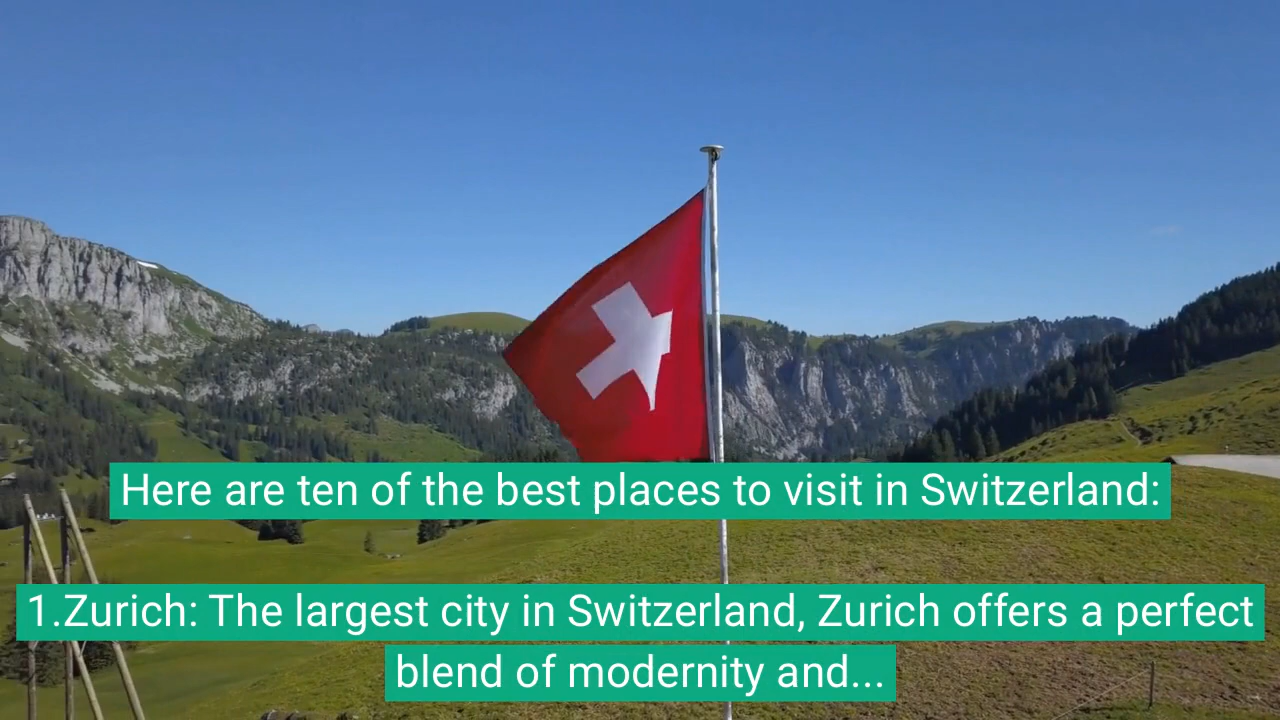 Here are ten of the best places to visit in Switzerland:
1.Zurich: The largest city in Switzerland, Zurich offers a perfect
blend of modernity and...